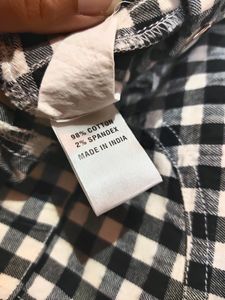 98% COTTON
2% SPANDEX
MADE IN INDIA